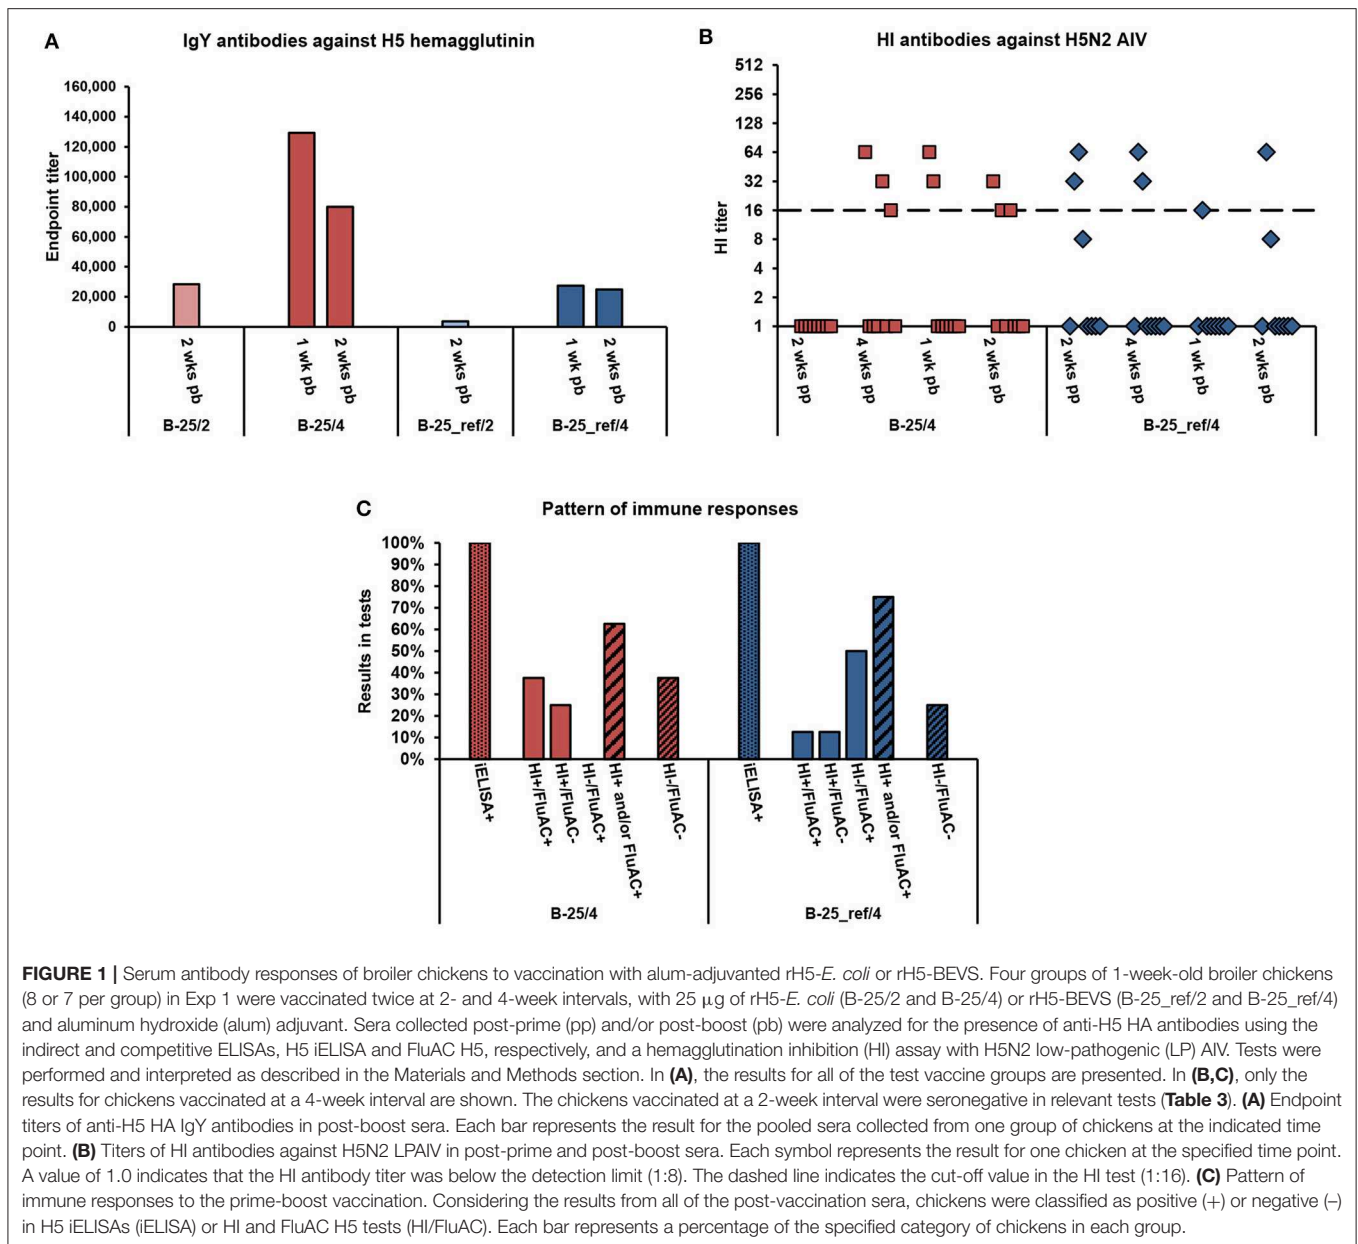 A
IgY antibodies against H5 hemagglutinin
Endpoint titer
160,000
140,000
120,000
100,000
80,000
60,000
40,000
20,000
0
2 wks pb
1 wk pb
2 wks pb
2 wks pb
1 wk pb
2 wks pb
B-25/2
B-25/4
B-25_ref/2
B-25_ref/4
B
HI antibodies against H5N2 AIV
HI titer
512
256
128
64
32
16
8
4
2
1
2 wks pp
4 wks pp
1 wk pb
2 wks pb
2 wks pp
4 wks pp
1 wk pb
2 wks pb
B-25/4
B-25_ref/4
C
Pattern of immune responses
Results in tests
100%
90%
80%
70%
60%
50%
40%
30%
20%
10%
0%
iELISA+
HI+/FluAC+
HI+/FluAC-
HI-/FluAC+
HI+ and/or FluAC+
HI-/FluAC-
iELISA+
HI+/FluAC+
HI+/FluAC-
HI-/FluAC+
HI+ and/or FluAC+
HI-/FluAC-
B-25/4
B-25_ref/4
FIGURE 1 | Serum antibody responses of broiler chickens to vaccination with alum-adjuvanted rH5-E. coli or rH5-BEVS. Four groups of 1-week-old broiler chickens
(8 or 7 per group) in Exp 1 were vaccinated twice at 2- and 4-week intervals, with 25 μg of rH5-E. coli (B-25/2 and B-25/4) or rH5-BEVS (B-25_ref/2 and B-25_ref/4)
and aluminum hydroxide (alum) adjuvant. Sera collected post-prime (pp) and/or post-boost (pb) were analyzed for the presence of anti-H5 HA antibodies using the
indirect and competitive ELISAs, H5 iELISA and FluAC H5, respectively, and a hemagglutination inhibition (HI) assay with H5N2 low-pathogenic (LP) AIV. Tests were
performed and interpreted as described in the Materials and Methods section. In (A), the results for all of the test vaccine groups are presented. In (B,C), only the
results for chickens vaccinated at a 4-week interval are shown. The chickens vaccinated at a 2-week interval were seronegative in relevant tests (Table 3). (A) Endpoint
titers of anti-H5 HA IgY antibodies in post-boost sera. Each bar represents the result for the pooled sera collected from one group of chickens at the indicated time
point. (B) Titers of HI antibodies against H5N2 LPAIV in post-prime and post-boost sera. Each symbol represents the result for one chicken at the specified time point.
A value of 1.0 indicates that the HI antibody titer was below the detection limit (1:8). The dashed line indicates the cut-off value in the HI test (1:16). (C) Pattern of
immune responses to the prime-boost vaccination. Considering the results from all of the post-vaccination sera, chickens were classified as positive (+) or negative (–)
in H5 iELISAs (iELISA) or HI and FluAC H5 tests (HI/FluAC). Each bar represents a percentage of the specified category of chickens in each group.